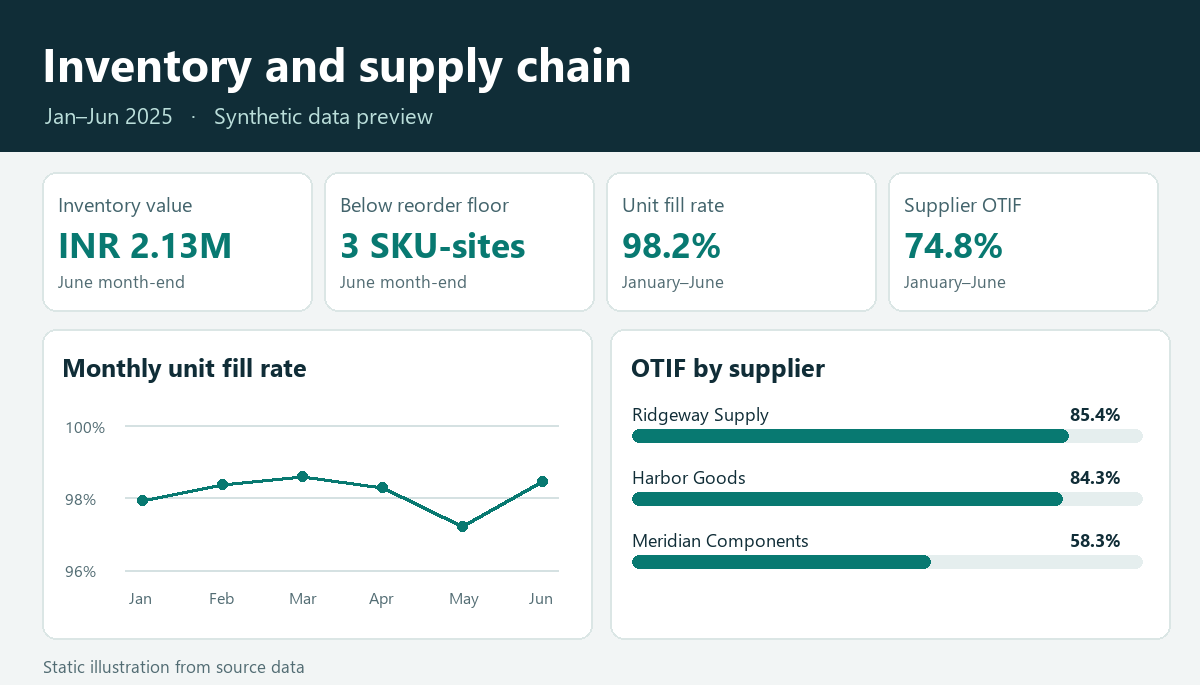 Inventory and supply chain
Jan–Jun 2025 · Synthetic data preview
Inventory value
INR 2.13M
June month-end
Below reorder floor
3 SKU-sites
June month-end
Unit fill rate
98.2%
January–June
Supplier OTIF
74.8%
January–June
Monthly unit fill rate
100%
98%
96%
Jan Feb Mar Apr May Jun
OTIF by supplier
Ridgeway Supply 85.4%
Harbor Goods 84.3%
Meridian Components 58.3%
Static illustration from source data